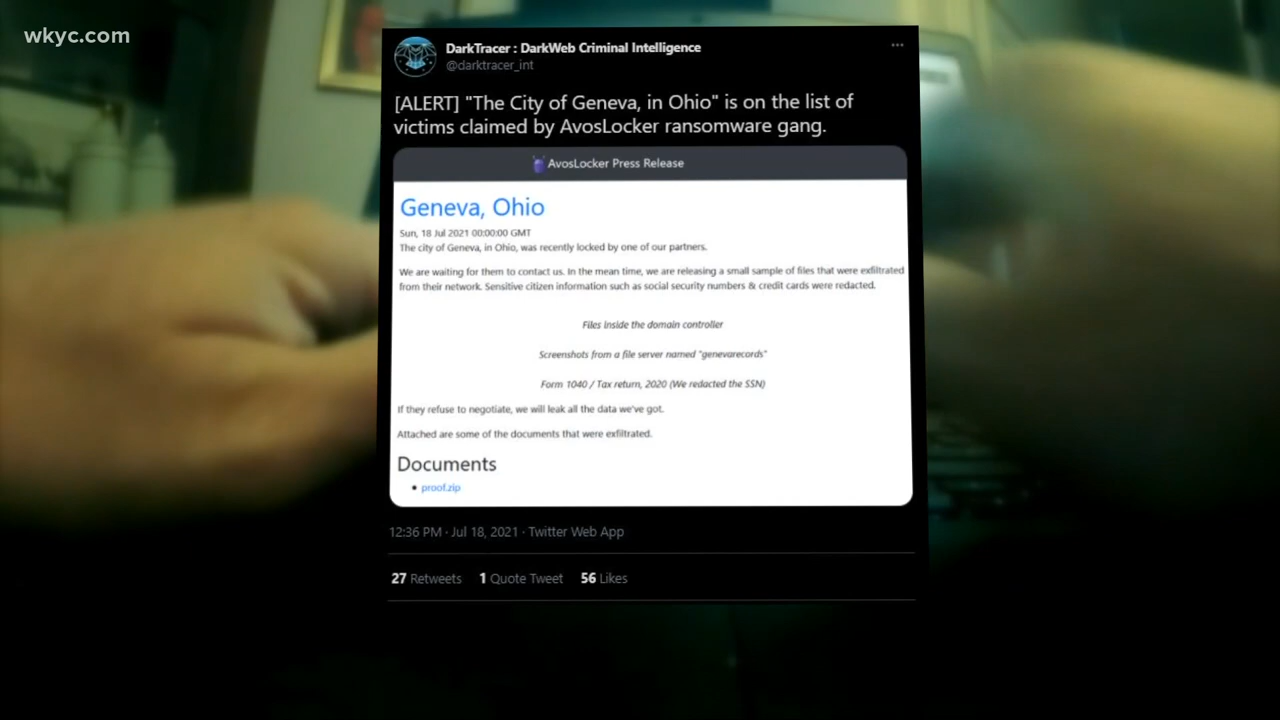 wkyc.com
DarkTracer : DarkWeb Criminal Intelligence
@darktracer_int
[ALERT] "The City of Geneva, in Ohio" is on the list of
victims claimed by AvosLocker ransomware gang.
AvosLocker Press Release
Geneva, Ohio
Sun, 18 Jul 2021 00:00:00 GMT
The city of Geneva, in Ohio, was recently locked by one of our partners.
We are waiting for them to contact us. In the mean time, we are releasing a small sample of files that were exfiltrated
from their network. Sensitive citizen information such as social security numbers & credit cards were redacted.
Files inside the domain controller
Screenshots from a file server named "genevarecords"
Form 1040 / Tax return, 2020 (We redacted the SSN)
If they refuse to negotiate, we will leak all the data we've got.
Attached are some of the documents that were exfiltrated.
Documents
• proof.zip
12:36 PM · Jul 18, 2021 · Twitter Web App
27 Retweets 1 Quote Tweet 56 Likes